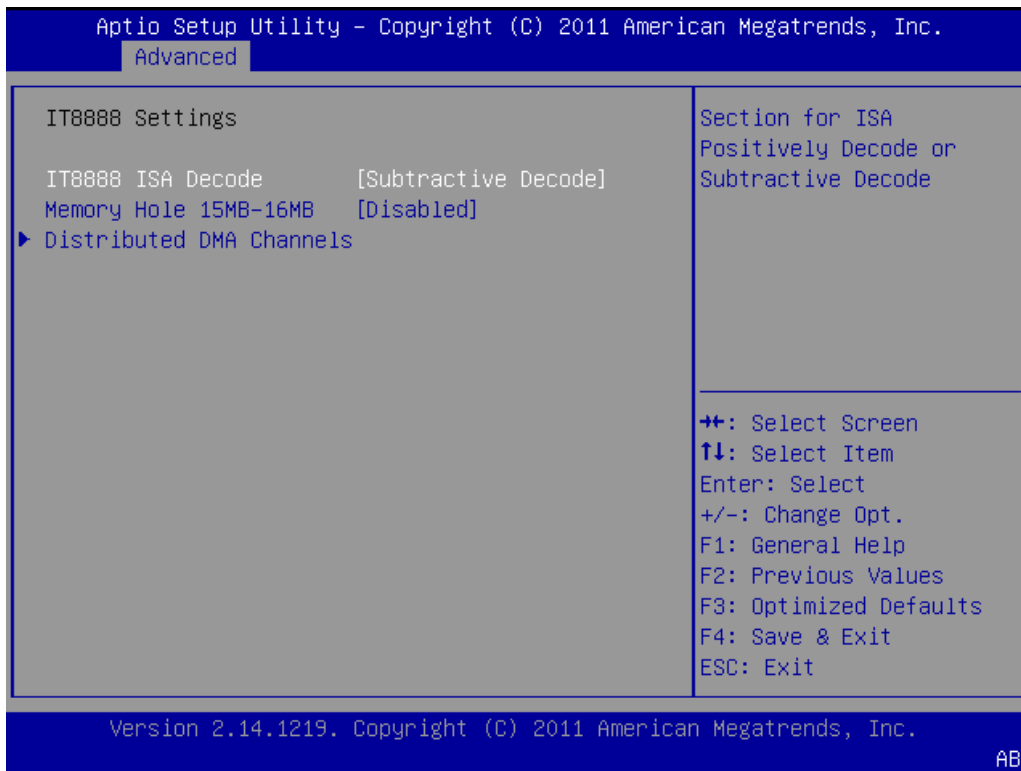 Aptio Setup Utility – Copyright (C) 2011 American Megatrends, Inc.
Advanced
IT8888 Settings
IT8888 ISA Decode [Subtractive Decode]
Memory Hole 15MB-16MB [Disabled]
▶ Distributed DMA Channels
Section for ISA
Positively Decode or
Subtractive Decode
→←: Select Screen
↑↓: Select Item
Enter: Select
+/-: Change Opt.
F1: General Help
F2: Previous Values
F3: Optimized Defaults
F4: Save & Exit
ESC: Exit
Version 2.14.1219. Copyright (C) 2011 American Megatrends, Inc.
AB